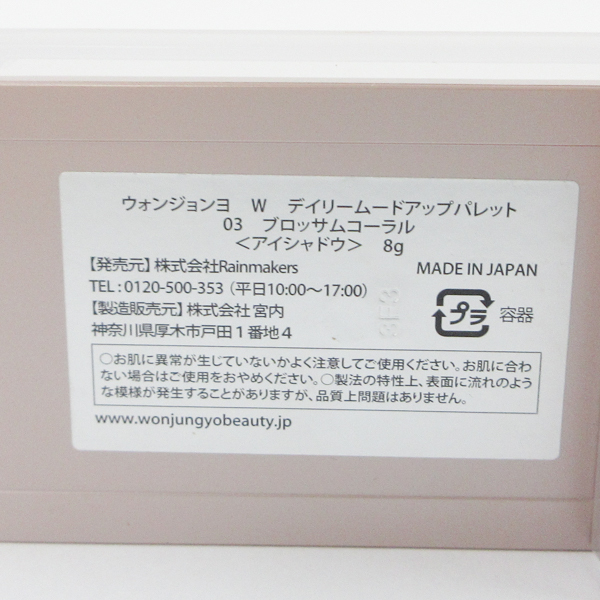 ウォンジョンヨ W デイリームードアップパレット
03 ブロッサムコーラル
＜アイシャドウ＞ 8g
【発売元】株式会社Rainmakers
MADE IN JAPAN
TEL : 0120-500-353（平日10:00〜17:00）
【製造販売元】株式会社 宮内
神奈川県厚木市戸田１番地４
プラ 容器
○お肌に異常が生じていないかよく注意してご使用ください。お肌に合わ
ない場合はご使用をおやめください。○製法の特性上、表面に流れのよう
な模様が発生することがありますが、品質上問題はありません。
www.wonjungyobeauty.jp